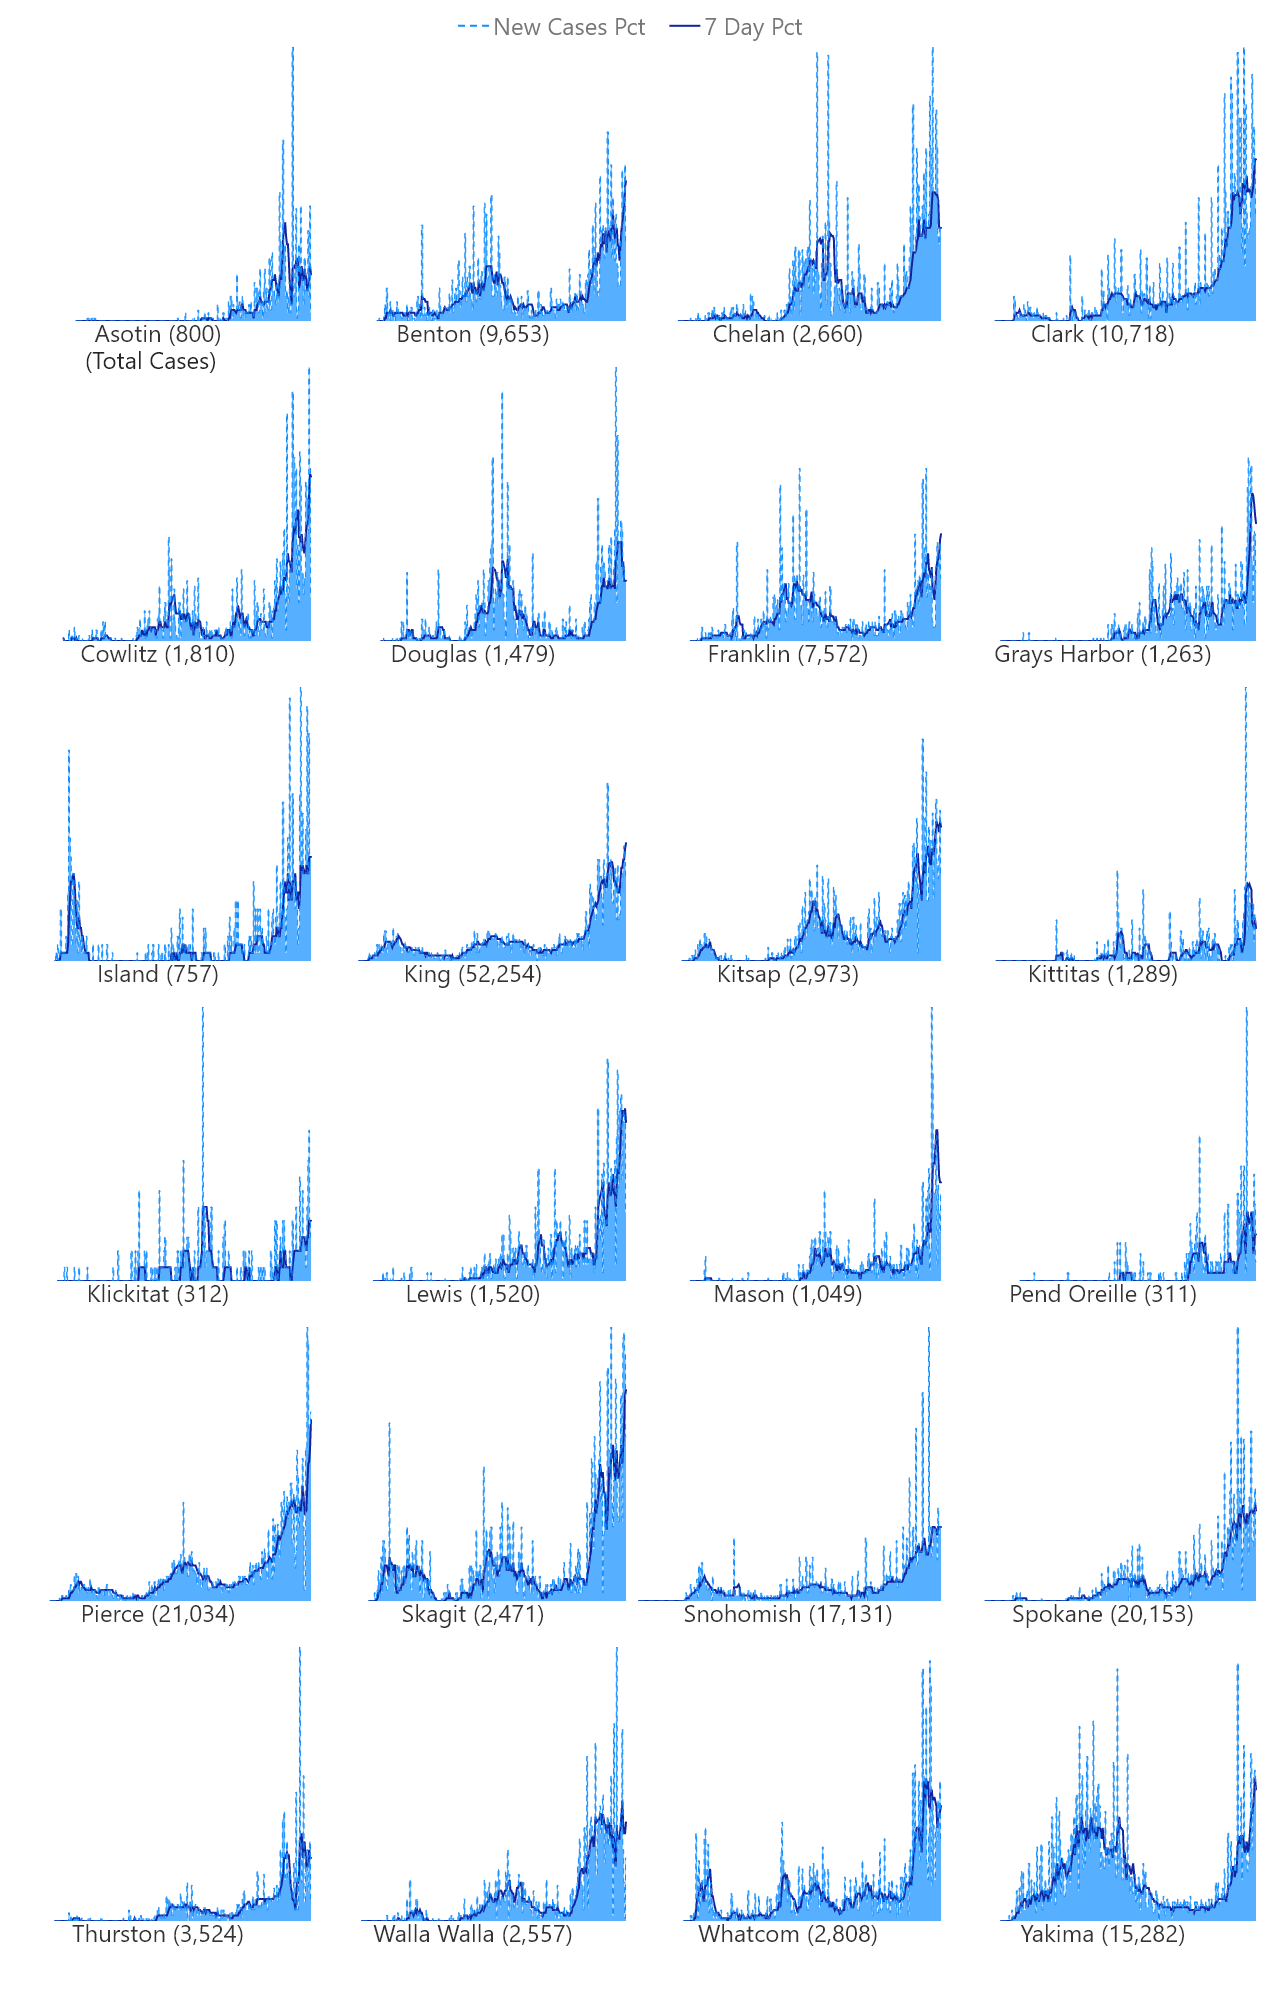 New Cases Pct 7 Day Pct
Asotin (800) Benton (9,653) Chelan (2,660) Clark (10,718)
(Total Cases)
Cowlitz (1,810) Douglas (1,479) Franklin (7,572) Grays Harbor (1,263)
Island (757) King (52,254) Kitsap (2,973) Kittitas (1,289)
Klickitat (312) Lewis (1,520) Mason (1,049) Pend Oreille (311)
Pierce (21,034) Skagit (2,471) Snohomish (17,131) Spokane (20,153)
Thurston (3,524) Walla Walla (2,557) Whatcom (2,808) Yakima (15,282)